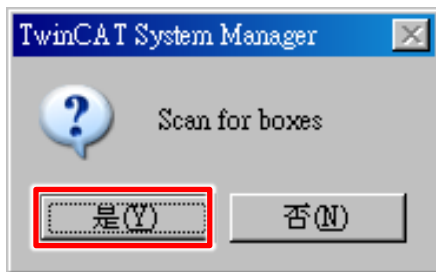 TwinCAT System Manager
Scan for boxes
是(Y) 否(N)